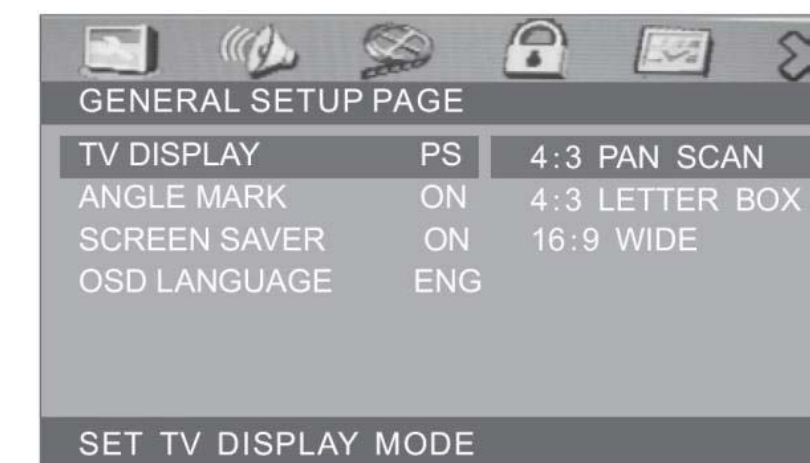 GENERAL SETUP PAGE
TV DISPLAY PS 4:3 PAN SCAN
ANGLE MARK ON 4:3 LETTER BOX
SCREEN SAVER ON 16:9 WIDE
OSD LANGUAGE ENG
SET TV DISPLAY MODE